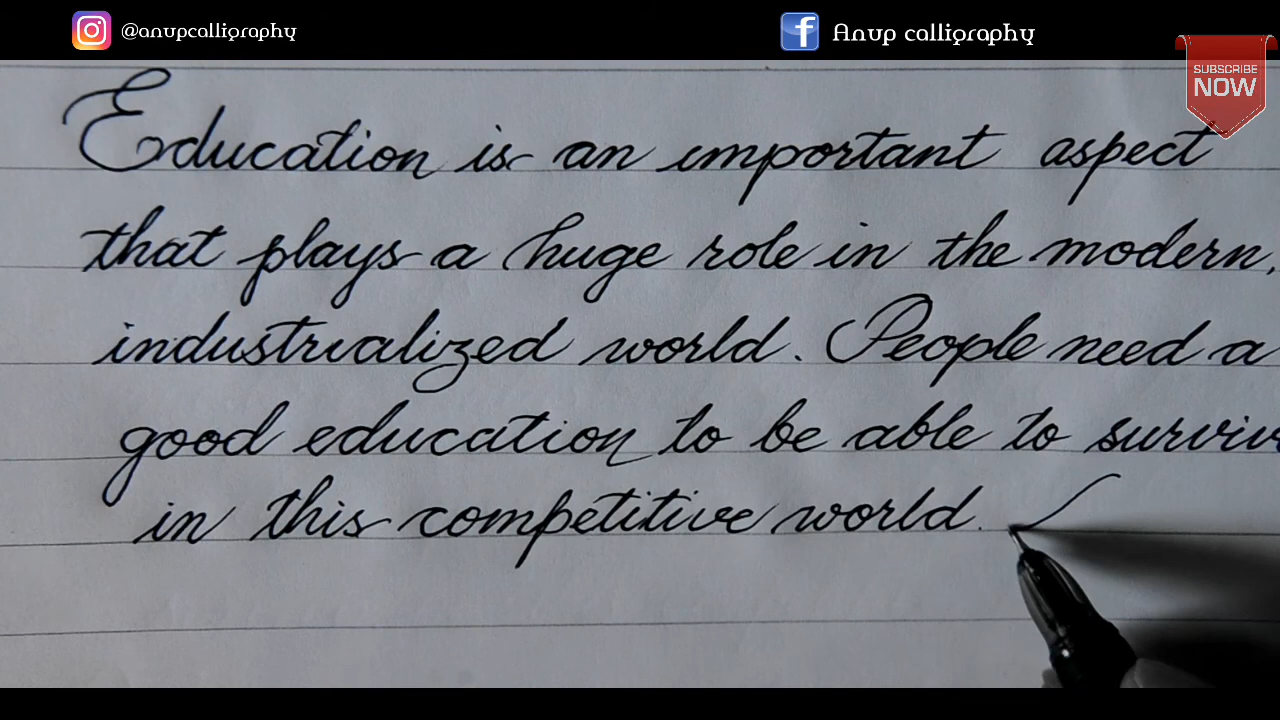 @anupcalligraphy
Anup calligraphy
SUBSCRIBE
NOW
Education is an important aspect
that plays a huge role in the modern,
industrialized world. People need a
good education to be able to surviv
in this competitive world.